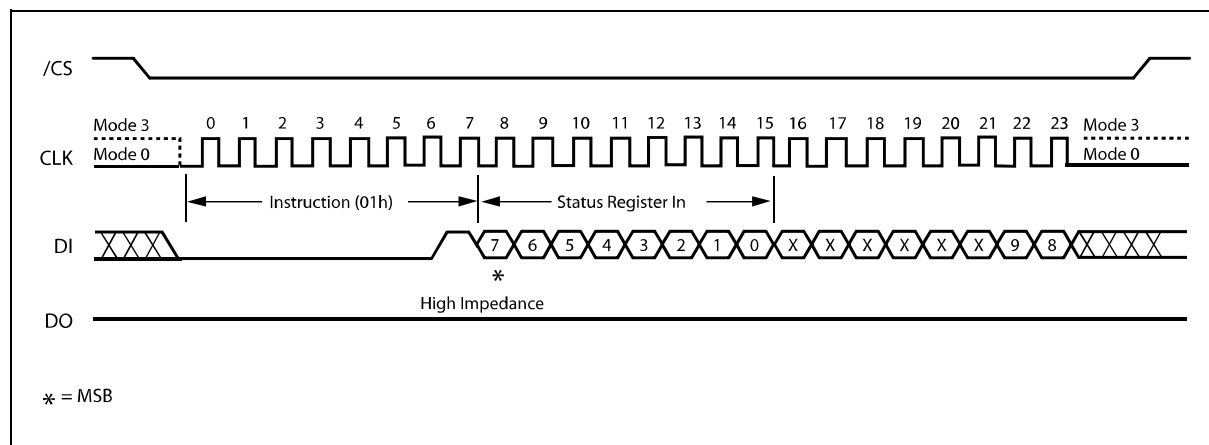 /CS
Mode 3 0 1 2 3 4 5 6 7 8 9 10 11 12 13 14 15 16 17 18 19 20 21 22 23 Mode 3
CLK Mode 0 Mode 0
Instruction (01h) Status Register In
DI 7 6 5 4 3 2 1 0 X X X X X X 9 8
*
High Impedance
DO
* = MSB